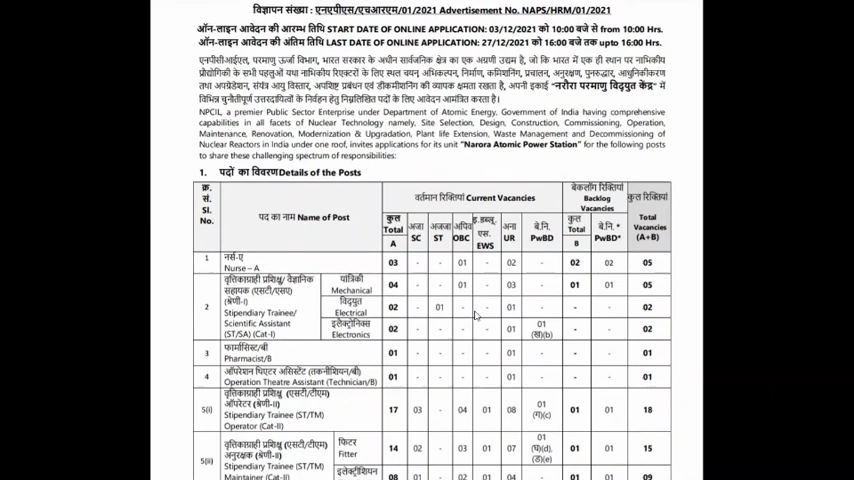 विज्ञापन संख्या : एनएपीएस/एचआरएम/01/2021 Advertisement No. NAPS/HRM/01/2021
ऑन-लाइन आवेदन की आरम्भ तिथि START DATE OF ONLINE APPLICATION: 03/12/2021 को 10:00 बजे से from 10:00 Hrs.
ऑन-लाइन आवेदन की अंतिम तिथि LAST DATE OF ONLINE APPLICATION: 27/12/2021 को 16:00 बजे तक upto 16:00 Hrs.
एनपीसीआईएल, परमाणु ऊर्जा विभाग, भारत सरकार के अधीन सार्वजनिक क्षेत्र का एक अग्रणी उद्यम है, जो कि भारत में एक ही स्थान पर नाभिकीय
प्रौद्योगिकी के सभी पहलुओं यथा नाभिकीय रिएक्टरों के लिए स्थल चयन, अभिकल्पन, निर्माण, कमिशनिंग, प्रचालन, अनुरक्षण, पुनरुद्धार, आधुनिकीकरण
तथा अपग्रेडेशन, संयंत्र आयु विस्तार, अपशिष्ट प्रबंधन एवं डीकमीशनिंग की व्यापक क्षमता रखता है, अपनी इकाई "नरौरा परमाणु विद्युत केंद्र" में
विभिन्न चुनौतीपूर्ण उत्तरदायित्वों के निर्वहन हेतु निम्नलिखित पदों के लिए आवेदन आमंत्रित करता है।
NPCIL, a premier Public Sector Enterprise under Department of Atomic Energy, Government of India having comprehensive
capabilities in all facets of Nuclear Technology namely, Site Selection, Design, Construction, Commissioning, Operation,
Maintenance, Renovation, Modernization & Upgradation, Plant life Extension, Waste Management and Decommissioning of
Nuclear Reactors in India under one roof, invites applications for its unit "Narora Atomic Power Station" for the following posts
to share these challenging spectrum of responsibilities:
1. पदों का विवरण Details of the Posts
क्र. सं. Sl. No. पद का नाम Name of Post वर्तमान रिक्तियां Current Vacancies बेकलॉग रिक्तियां Backlog Vacancies कुल रिक्तियां Total Vacancies (A+B)
कुल Total अजा SC अजजा ST अपिव OBC इ.डब्लू. एस. EWS अना UR बे.नि. PwBD कुल Total बे.नि. * PwBD*
A B
1 नर्स-ए Nurse – A 03 - - 01 - 02 - 02 02 05
2 वृत्तिकाग्राही प्रशिक्षु/ वैज्ञानिक सहायक (एसटी/एसए) (श्रेणी-I) Stipendiary Trainee/ Scientific Assistant (ST/SA) (Cat-I)
यांत्रिकी Mechanical 04 - - 01 - 03 - 01 01 05
विद्युत Electrical 02 - 01 - - 01 - - - 02
इलैक्ट्रोनिक्स Electronics 02 - - - - 01 01 (ख)(b) - - 02
3 फार्मासिस्ट/बी Pharmacist/B 01 - - - - 01 - - - 01
4 ऑपरेशन थिएटर असिस्टेंट (तकनीशियन/बी) Operation Theatre Assistant (Technician/B) 01 - - - - 01 - - - 01
5(i) वृत्तिकाग्राही प्रशिक्षु (एसटी/टीएम) ऑपरेटर (श्रेणी-II) Stipendiary Trainee (ST/TM) Operator (Cat-II) 17 03 - 04 01 08 01 (ग)(c) 01 01 18
5(ii) वृत्तिकाग्राही प्रशिक्षु (एसटी/टीएम) अनुरक्षक (श्रेणी-II) Stipendiary Trainee (ST/TM) Maintainer (Cat-II)
फिटर Fitter 14 02 - 03 01 07 01 (घ)(d), (ङ)(e) 01 01 15
इलेक्ट्रीशियन 08 01 - 02 01 04 - 01 01 09